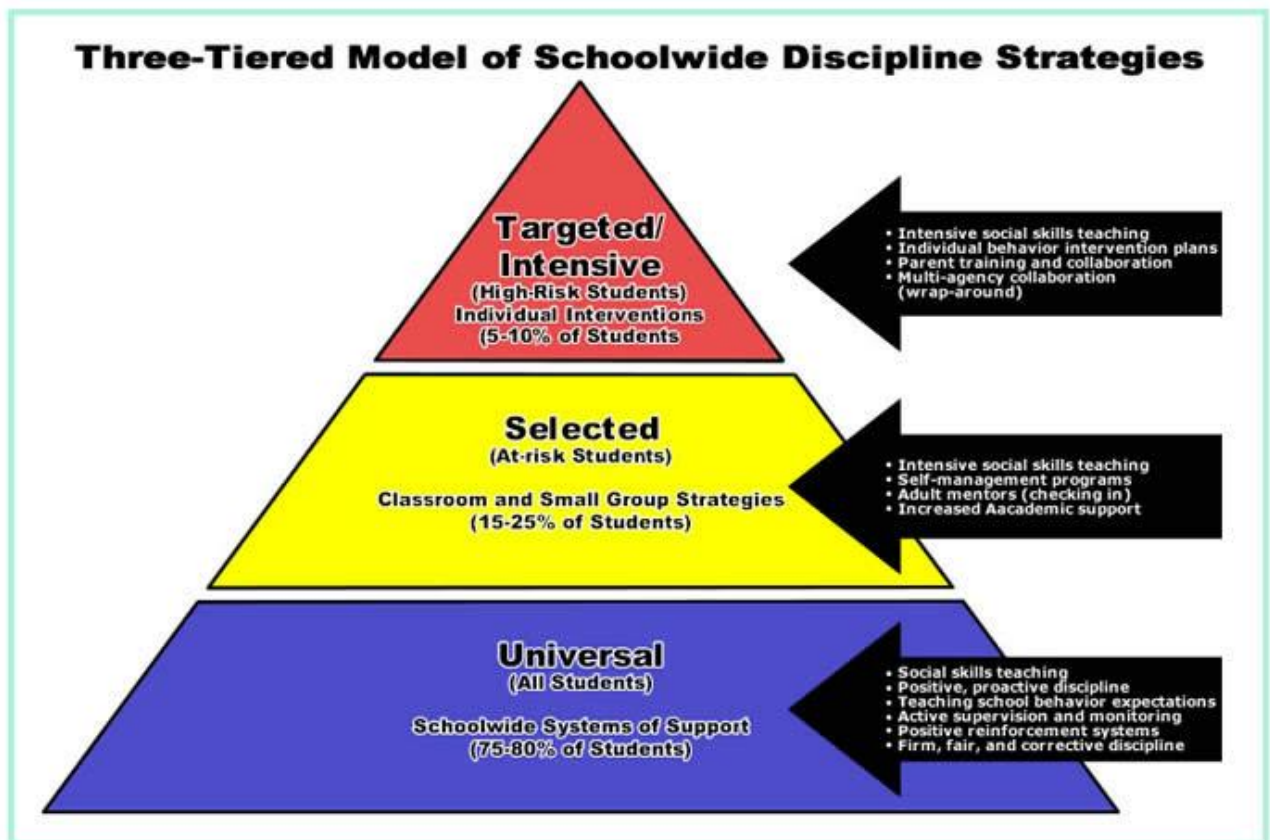 Three-Tiered Model of Schoolwide Discipline Strategies
Targeted/
Intensive
(High-Risk Students)
Individual Interventions
(5-10% of Students
• Intensive social skills teaching
• Individual behavior intervention plans
• Parent training and collaboration
• Multi-agency collaboration
(wrap-around)
Selected
(At-risk Students)
Classroom and Small Group Strategies
(15-25% of Students)
• Intensive social skills teaching
• Self-management programs
• Adult mentors (checking in)
• Increased Aacademic support
Universal
(All Students)
Schoolwide Systems of Support
(75-80% of Students)
• Social skills teaching
• Positive, proactive discipline
• Teaching school behavior expectations
• Active supervision and monitoring
• Positive reinforcement systems
• Firm, fair, and corrective discipline